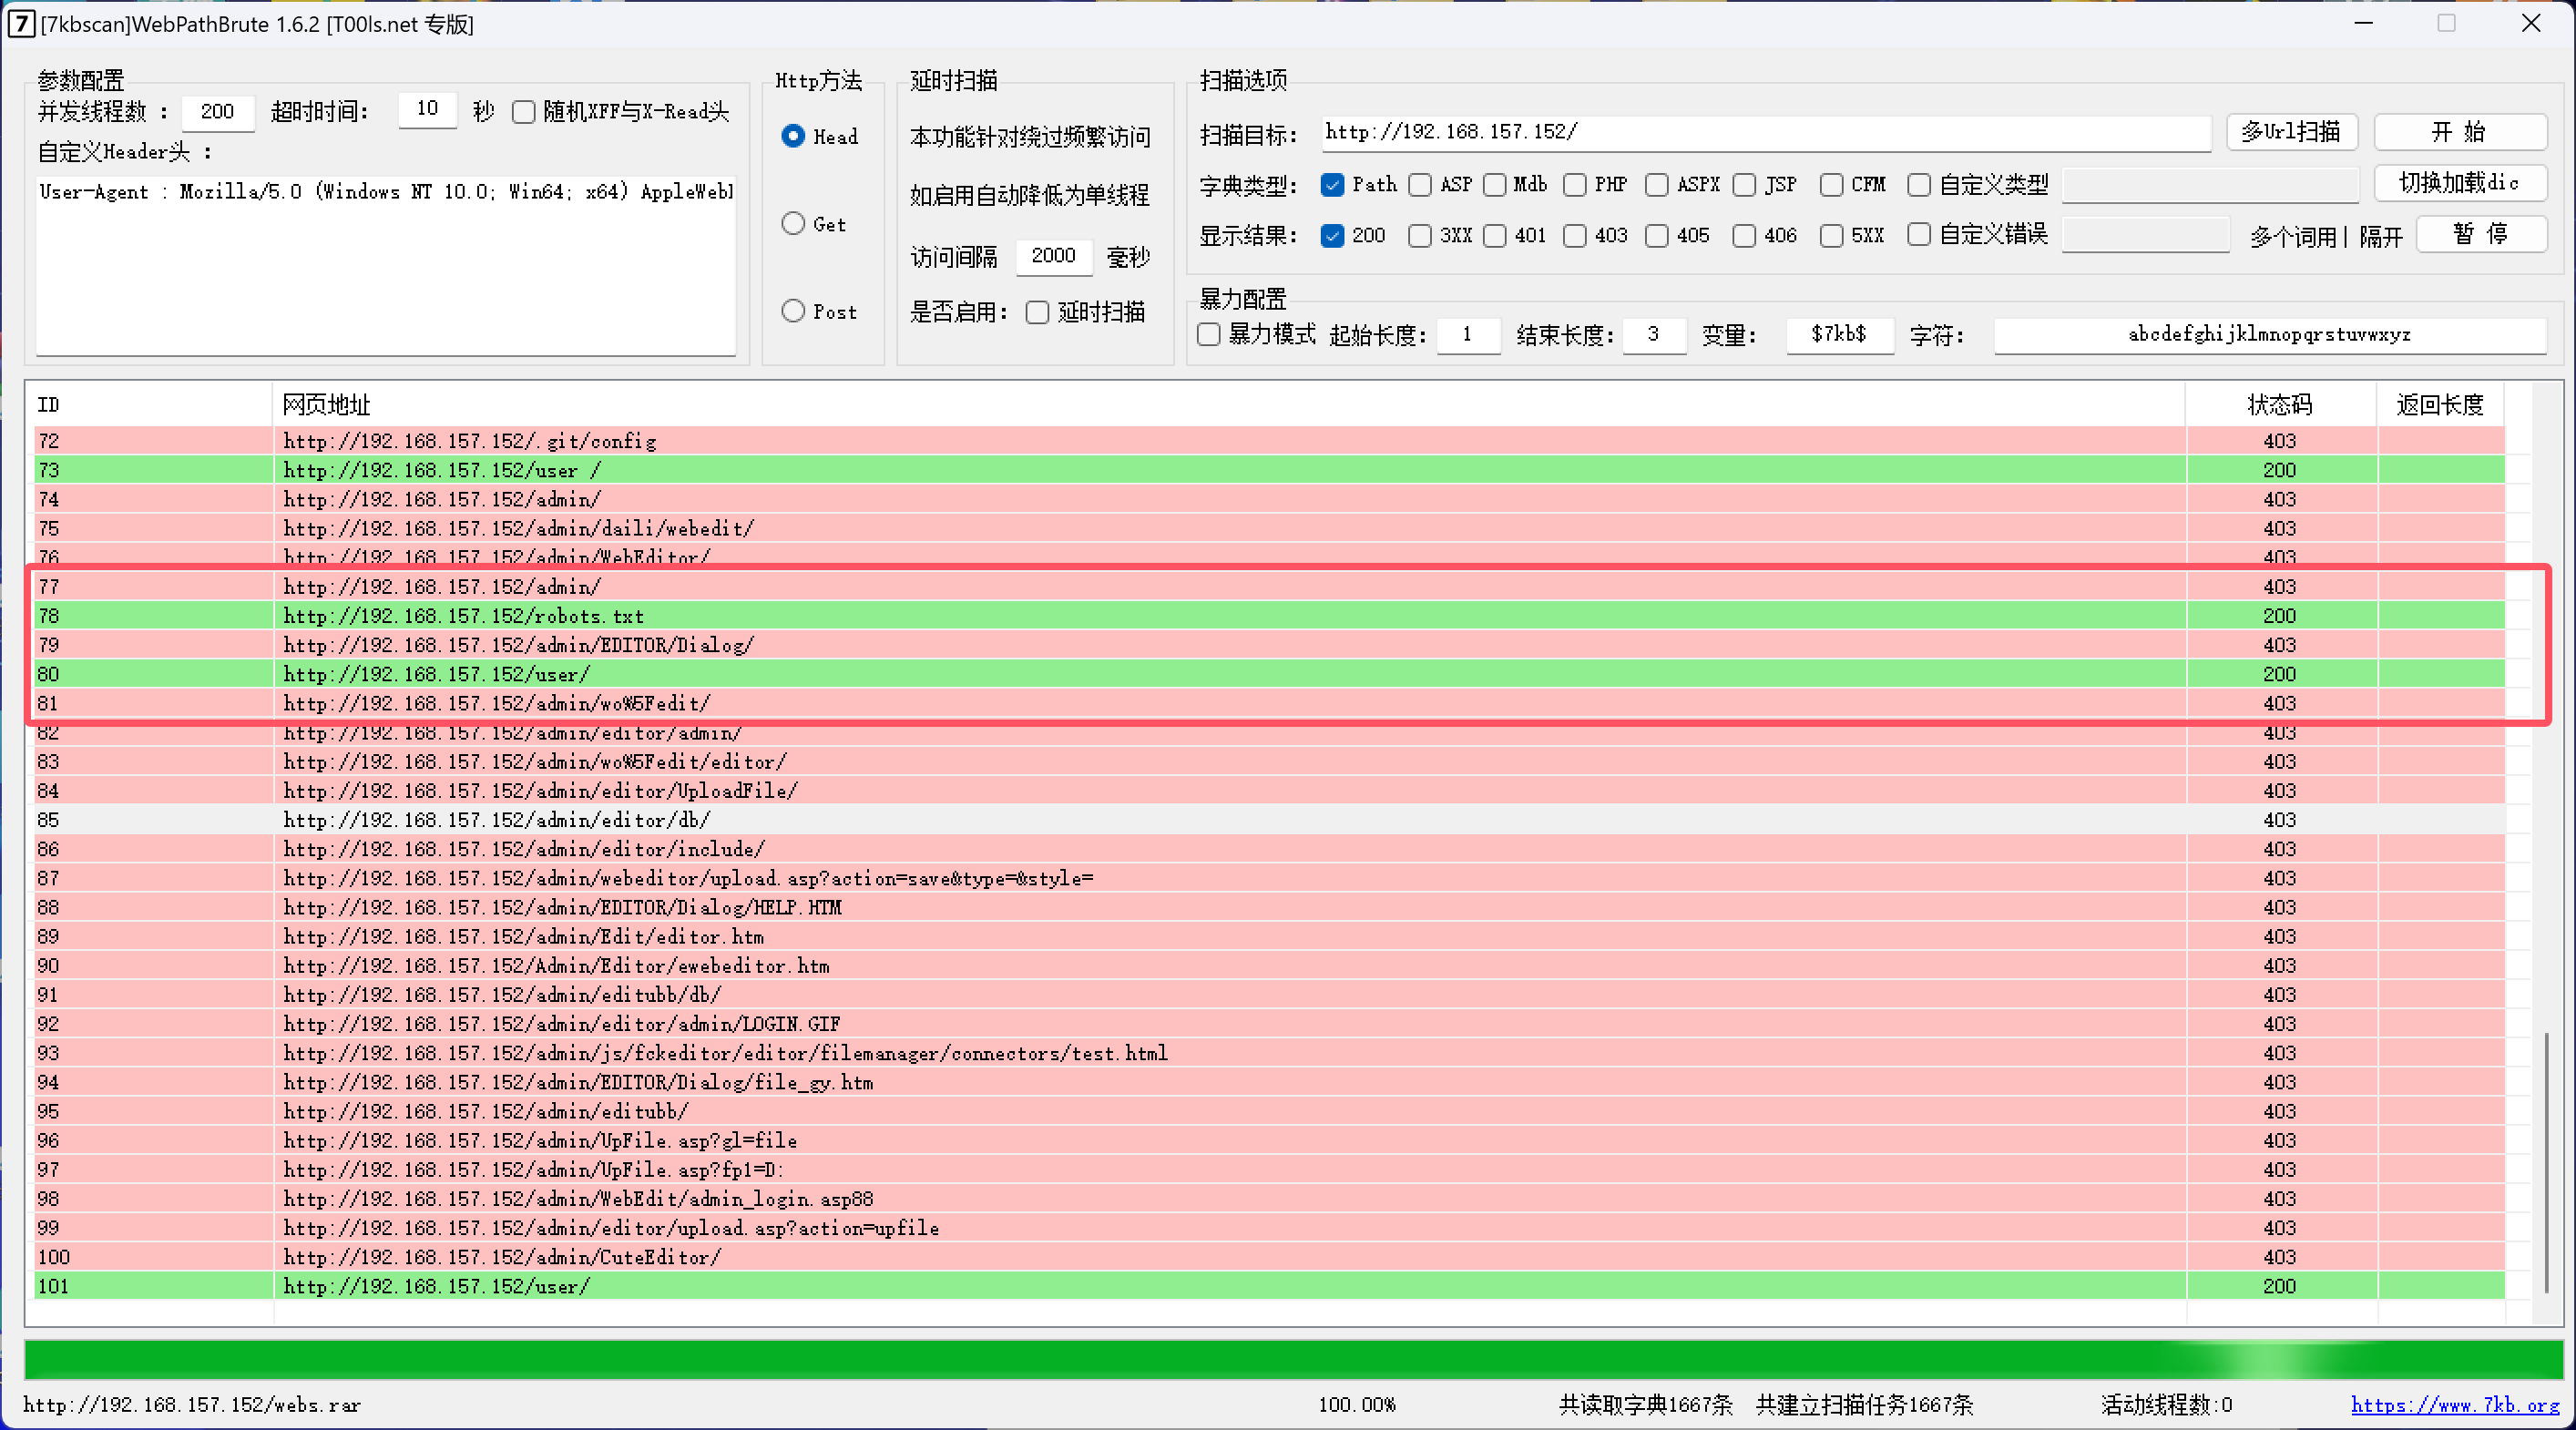 [7kbscan]WebPathBrute 1.6.2 [T00ls.net 专版]
参数配置
并发线程数 : 200 超时时间: 10 秒 随机XFF与X-Read头
自定义Header头 :
User-Agent : Mozilla/5.0 (Windows NT 10.0; Win64; x64) AppleWeb
Http方法
Head
Get
Post
延时扫描
本功能针对绕过频繁访问
如启用自动降低为单线程
访问间隔 2000 毫秒
是否启用: 延时扫描
扫描选项
扫描目标: http://192.168.157.152/ 多Url扫描 开 始
字典类型: Path ASP Mdb PHP ASPX JSP CFM 自定义类型 切换加载dic
显示结果: 200 3XX 401 403 405 406 5XX 自定义错误 多个词用| 隔开 暂 停
暴力配置
暴力模式 起始长度: 1 结束长度: 3 变量: $7kb$ 字符: abcdefghijklmnopqrstuvwxyz
ID 网页地址 状态码 返回长度
72 http://192.168.157.152/.git/config 403
73 http://192.168.157.152/user / 200
74 http://192.168.157.152/admin/ 403
75 http://192.168.157.152/admin/daili/webedit/ 403
76 http://192.168.157.152/admin/WebEditor/ 403
77 http://192.168.157.152/admin/ 403
78 http://192.168.157.152/robots.txt 200
79 http://192.168.157.152/admin/EDITOR/Dialog/ 403
80 http://192.168.157.152/user/ 200
81 http://192.168.157.152/admin/wo%5Fedit/ 403
82 http://192.168.157.152/admin/editor/admin/ 403
83 http://192.168.157.152/admin/wo%5Fedit/editor/ 403
84 http://192.168.157.152/admin/editor/UploadFile/ 403
85 http://192.168.157.152/admin/editor/db/ 403
86 http://192.168.157.152/admin/editor/include/ 403
87 http://192.168.157.152/admin/webeditor/upload.asp?action=save&type=&style= 403
88 http://192.168.157.152/admin/EDITOR/Dialog/HELP.HTM 403
89 http://192.168.157.152/admin/Edit/editor.htm 403
90 http://192.168.157.152/Admin/Editor/ewebeditor.htm 403
91 http://192.168.157.152/admin/editubb/db/ 403
92 http://192.168.157.152/admin/editor/admin/LOGIN.GIF 403
93 http://192.168.157.152/admin/js/fckeditor/editor/filemanager/connectors/test.html 403
94 http://192.168.157.152/admin/EDITOR/Dialog/file_gy.htm 403
95 http://192.168.157.152/admin/editubb/ 403
96 http://192.168.157.152/admin/UpFile.asp?gl=file 403
97 http://192.168.157.152/admin/UpFile.asp?fp1=D: 403
98 http://192.168.157.152/admin/WebEdit/admin_login.asp88 403
99 http://192.168.157.152/admin/editor/upload.asp?action=upfile 403
100 http://192.168.157.152/admin/CuteEditor/ 403
101 http://192.168.157.152/user/ 200
http://192.168.157.152/webs.rar 100.00% 共读取字典1667条 共建立扫描任务1667条 活动线程数:0 https://www.7kb.org